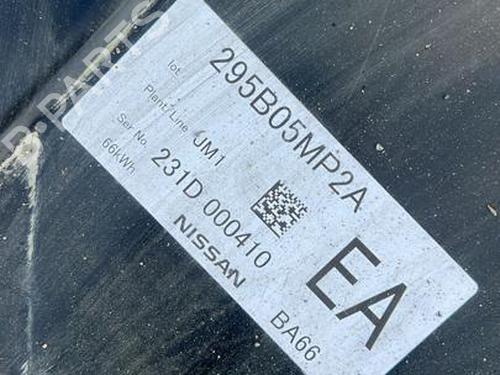 lot
295B05MP2A
Plant/Line JM1
Ser No. 231D 000410
66kWh
NISSAN
EA
BA66
B-PARTS